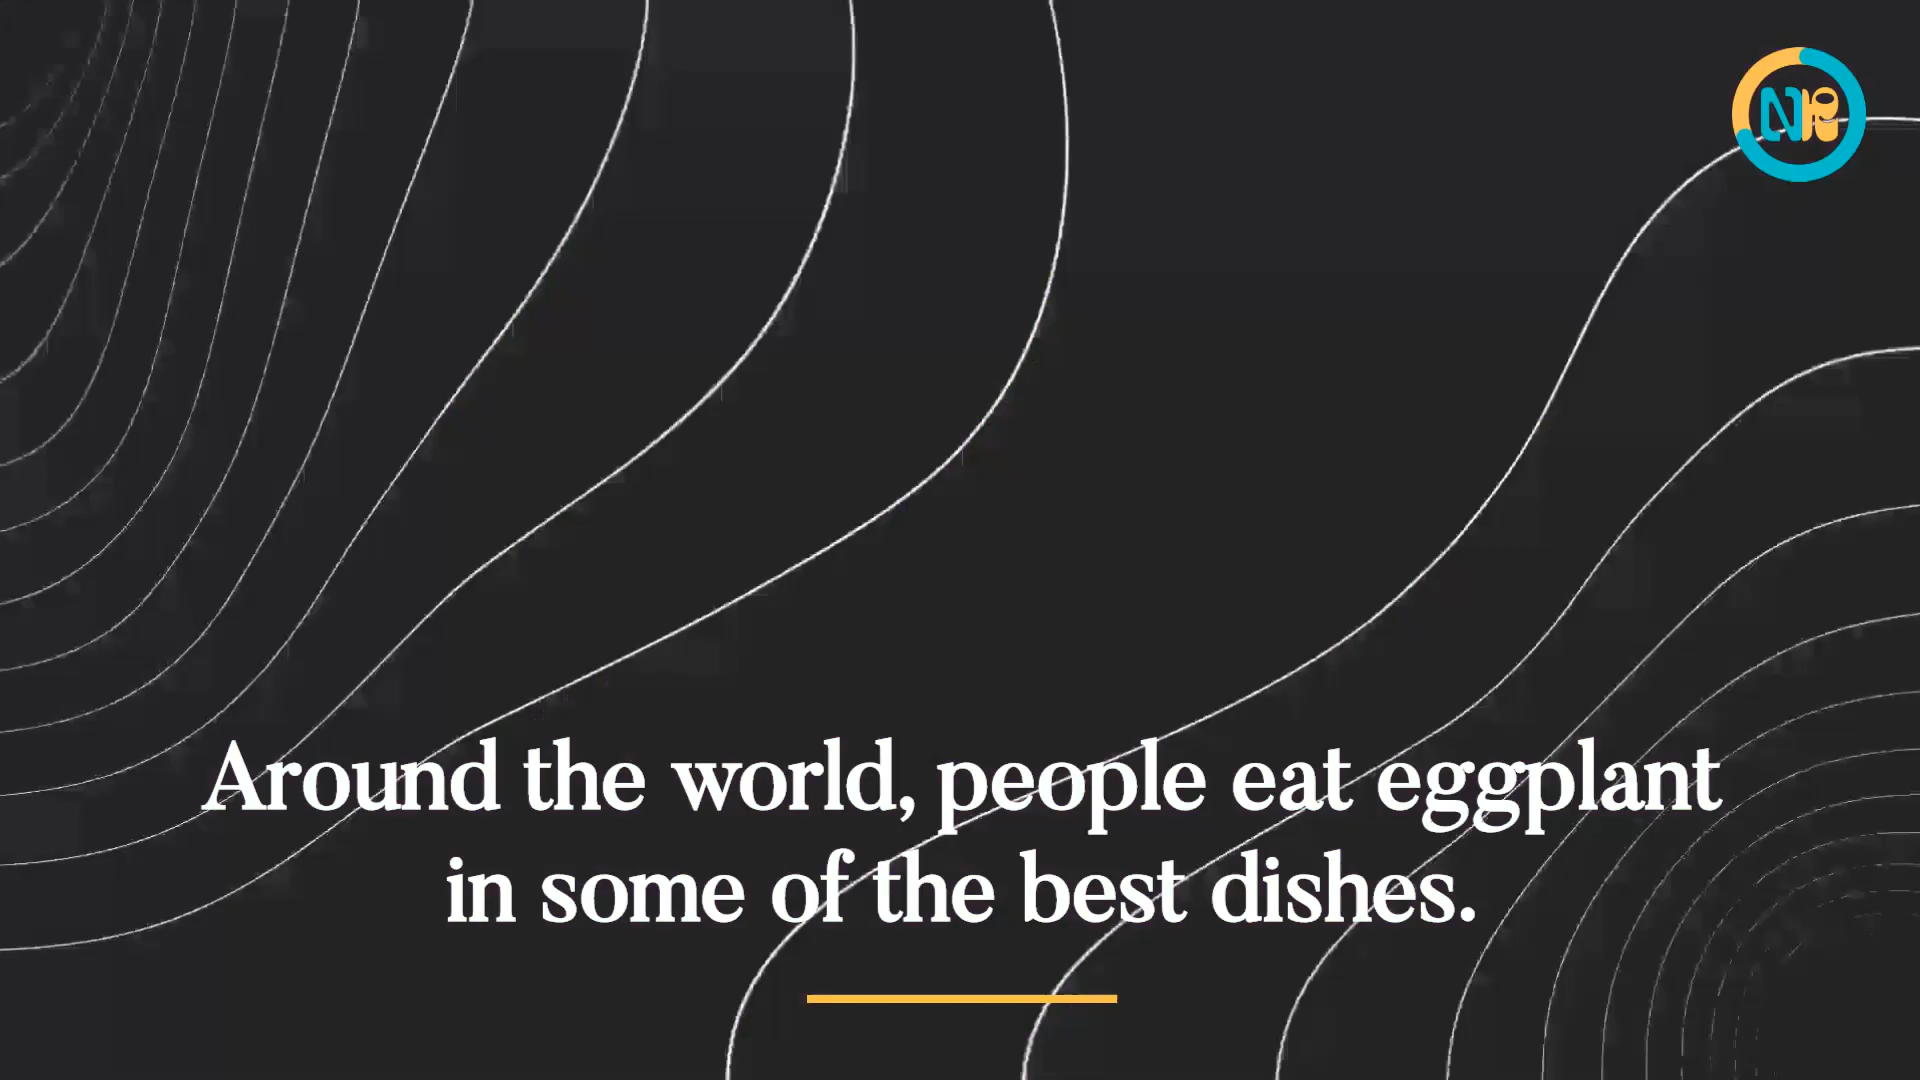 Around the world, people eat eggplant
in some of the best dishes.